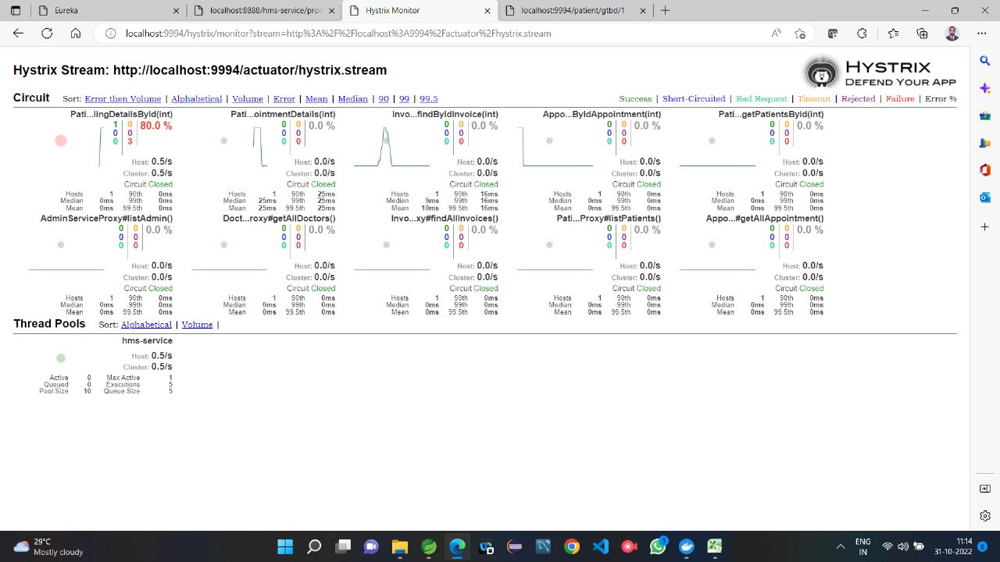 Eureka
localhost:8888/hms-service/prod
Hystrix Monitor
localhost:9994/patient/gtbd/1
localhost:9994/hystrix/monitor?stream=http%3A%2F%2Flocalhost%3A9994%2Factuator%2Fhystrix.stream
Hystrix Stream: http://localhost:9994/actuator/hystrix.stream
HYSTRIX
DEFEND YOUR APP
Circuit Sort: Error then Volume | Alphabetical | Volume | Error | Mean | Median | 90 | 99 | 99.5
Success | Short-Circuited | Bad Request | Timeout | Rejected | Failure | Error %
Pati...lingDetailsById(int)
1 0 80.0 %
0 0
0 3
Host: 0.5/s
Cluster: 0.5/s
Circuit Closed
Hosts 1 90th 0ms
Median 0ms 99th 0ms
Mean 0ms 99.5th 0ms
Pati...ointmentDetails(int)
0 0 0.0 %
0 0
0 0
Host: 0.0/s
Cluster: 0.0/s
Circuit Closed
Hosts 1 90th 25ms
Median 25ms 99th 25ms
Mean 25ms 99.5th 25ms
Invo...findByIdInvoice(int)
0 0 0.0 %
0 0
0 0
Host: 0.0/s
Cluster: 0.0/s
Circuit Closed
Hosts 1 90th 16ms
Median 9ms 99th 16ms
Mean 10ms 99.5th 16ms
Appo...ByIdAppointment(int)
0 0 0.0 %
0 0
0 0
Host: 0.0/s
Cluster: 0.0/s
Circuit Closed
Hosts 1 90th 0ms
Median 0ms 99th 0ms
Mean 0ms 99.5th 0ms
Pati...getPatientsByid(int)
0 0 0.0 %
0 0
0 0
Host: 0.0/s
Cluster: 0.0/s
Circuit Closed
Hosts 1 90th 0ms
Median 0ms 99th 0ms
Mean 0ms 99.5th 0ms
AdminServiceProxy#listAdmin()
0 0 0.0 %
0 0
0 0
Host: 0.0/s
Cluster: 0.0/s
Circuit Closed
Hosts 1 90th 0ms
Median 0ms 99th 0ms
Mean 0ms 99.5th 0ms
Doct...roxy#getAllDoctors()
0 0 0.0 %
0 0
0 0
Host: 0.0/s
Cluster: 0.0/s
Circuit Closed
Hosts 1 90th 0ms
Median 0ms 99th 0ms
Mean 0ms 99.5th 0ms
Invo...xy#findAllInvoices()
0 0 0.0 %
0 0
0 0
Host: 0.0/s
Cluster: 0.0/s
Circuit Closed
Hosts 1 90th 0ms
Median 0ms 99th 0ms
Mean 0ms 99.5th 0ms
Pati...Proxy#listPatients()
0 0 0.0 %
0 0
0 0
Host: 0.0/s
Cluster: 0.0/s
Circuit Closed
Hosts 1 90th 0ms
Median 0ms 99th 0ms
Mean 0ms 99.5th 0ms
Appo...#getAllAppointment()
0 0 0.0 %
0 0
0 0
Host: 0.0/s
Cluster: 0.0/s
Circuit Closed
Hosts 1 90th 0ms
Median 0ms 99th 0ms
Mean 0ms 99.5th 0ms
Thread Pools Sort: Alphabetical | Volume |
hms-service
Host: 0.5/s
Cluster: 0.5/s
Active 0 Max Active 1
Queued 0 Executions 5
Pool Size 10 Queue Size 5
29°C
Mostly cloudy
3
ENG
IN
11:14
31-10-2022
8